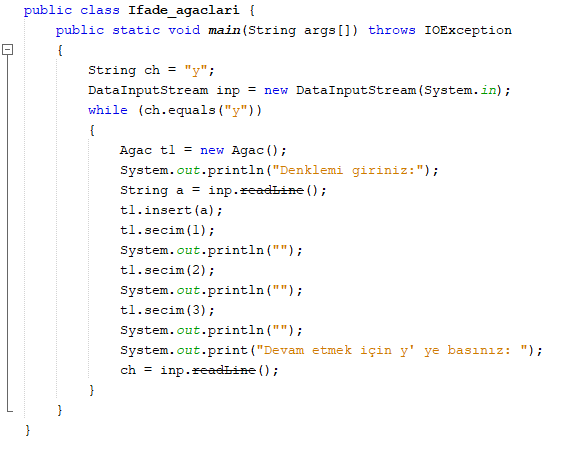 public class Ifade_agaclari {
public static void main(String args[]) throws IOException
{
String ch = "y";
DataInputStream inp = new DataInputStream(System.in);
while (ch.equals("y"))
{
Agac t1 = new Agac();
System.out.println("Denklemi giriniz:");
String a = inp.readLine();
t1.insert(a);
t1.secim(1);
System.out.println("");
t1.secim(2);
System.out.println("");
t1.secim(3);
System.out.println("");
System.out.print("Devam etmek için y' ye basınız: ");
ch = inp.readLine();
}
}
}